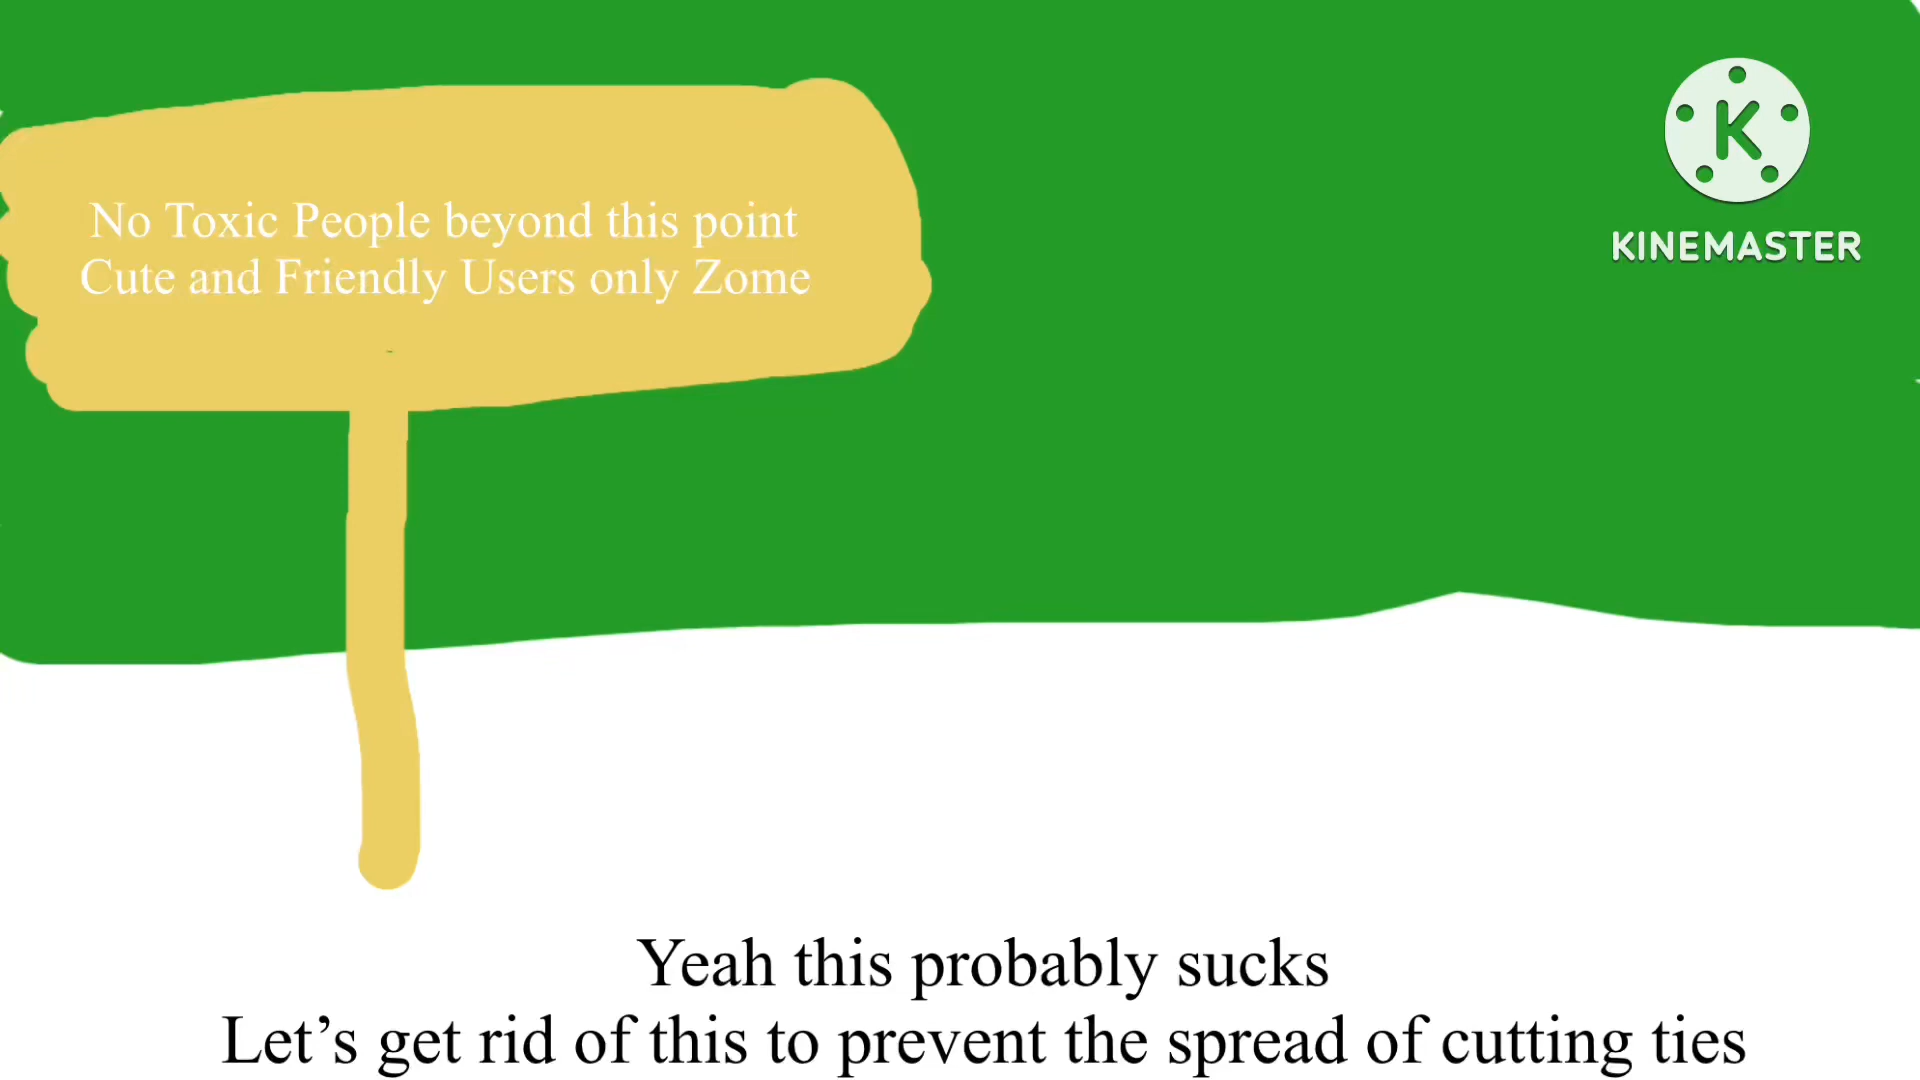 No Toxic People beyond this point
Cute and Friendly Users only Zome
K
KINEMASTER
Yeah this probably sucks
Let’s get rid of this to prevent the spread of cutting ties